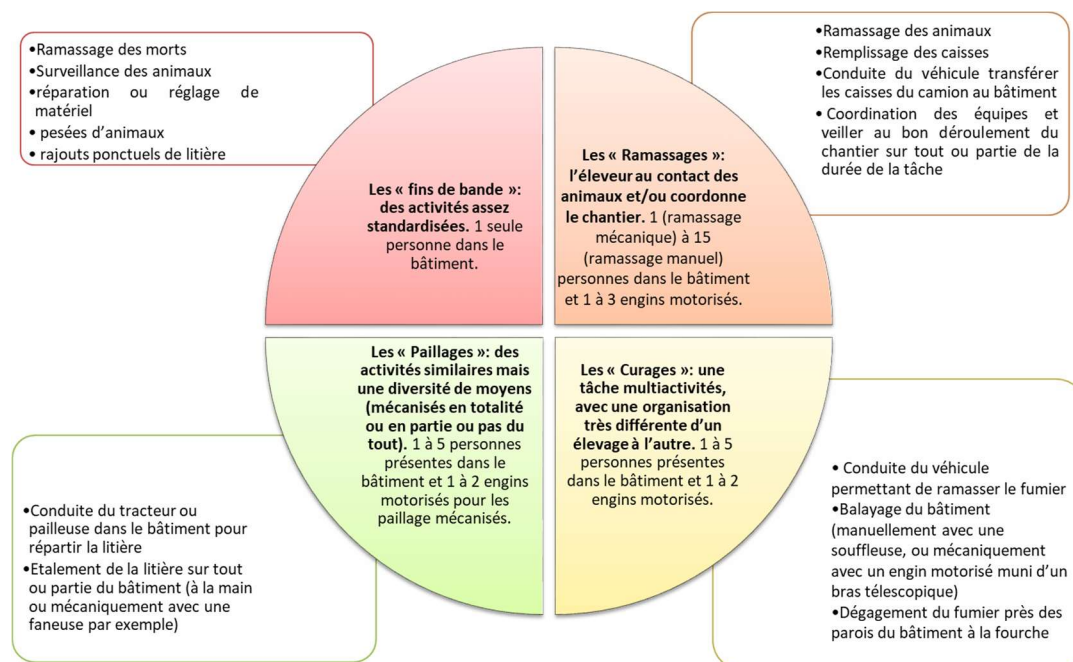 •Ramassage des morts
•Surveillance des animaux
•réparation ou réglage de
matériel
• pesées d'animaux
• rajouts ponctuels de litière
•Ramassage des animaux
•Remplissage des caisses
•Conduite du véhicule transférer
les caisses du camion au bâtiment
• Coordination des équipes et
veiller au bon déroulement du
chantier sur tout ou partie de la
durée de la tâche
Les « fins de bande »:
des activités assez
standardisées. 1 seule
personne dans le
bâtiment.
Les « Ramassages »:
l'éleveur au contact des
animaux et/ou coordonne
le chantier. 1 (ramassage
mécanique) à 15
(ramassage manuel)
personnes dans le bâtiment
et 1 à 3 engins motorisés.
Les « Paillages »: des
activités similaires mais
une diversité de moyens
(mécanisés en totalité
ou en partie ou pas du
tout). 1 à 5 personnes
présentes dans le
bâtiment et 1 à 2 engins
motorisés pour les
paillage mécanisés.
Les « Curages »: une
tâche multiactivités,
avec une organisation
très différente d'un
élevage à l'autre. 1 à 5
personnes présentes
dans le bâtiment et 1 à 2
engins motorisés.
•Conduite du tracteur ou
pailleuse dans le bâtiment pour
répartir la litière
•Etalement de la litière sur tout
ou partie du bâtiment (à la main
ou mécaniquement avec une
faneuse par exemple)
• Conduite du véhicule
permettant de ramasser le fumier
•Balayage du bâtiment
(manuellement avec une
souffleuse, ou mécaniquement
avec un engin motorisé muni d'un
bras télescopique)
•Dégagement du fumier près des
parois du bâtiment à la fourche